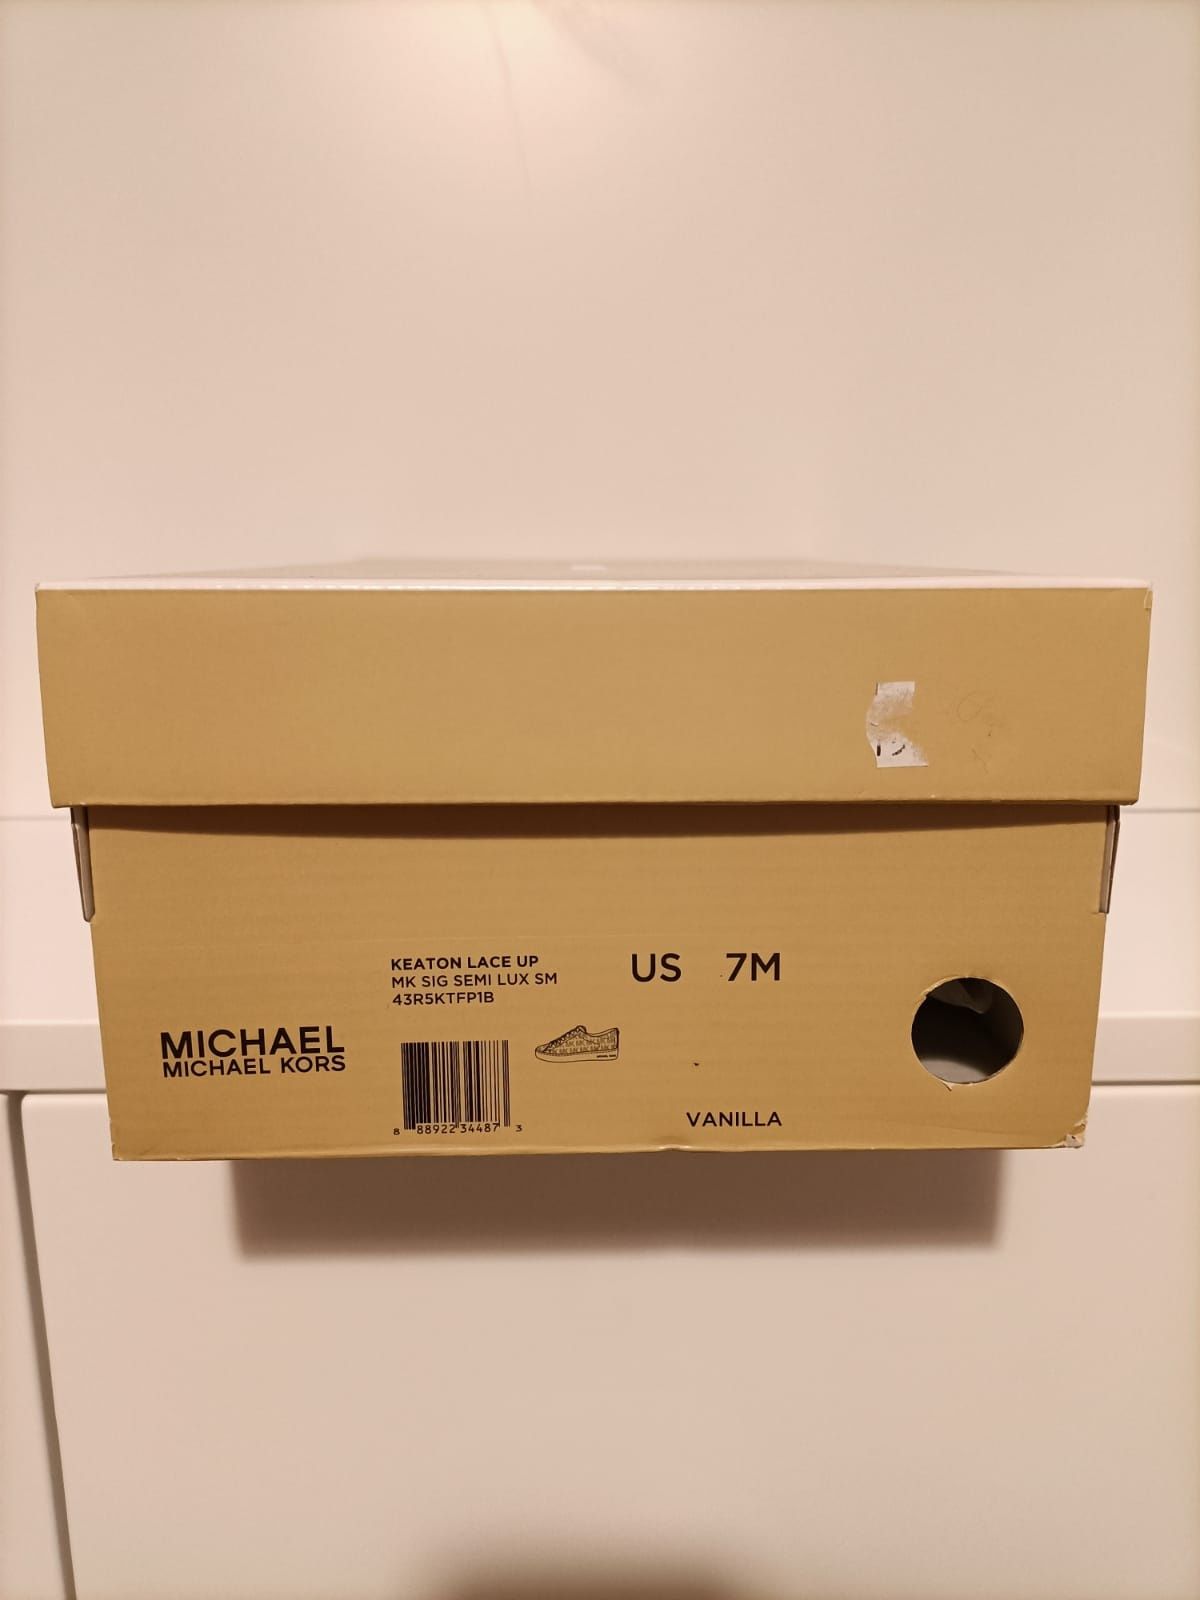 KEATON LACE UP
MK SIG SEMI LUX SM
43R5KTFP1B
US 7M
MICHAEL
MICHAEL KORS
8 88922 34487 3
VANILLA